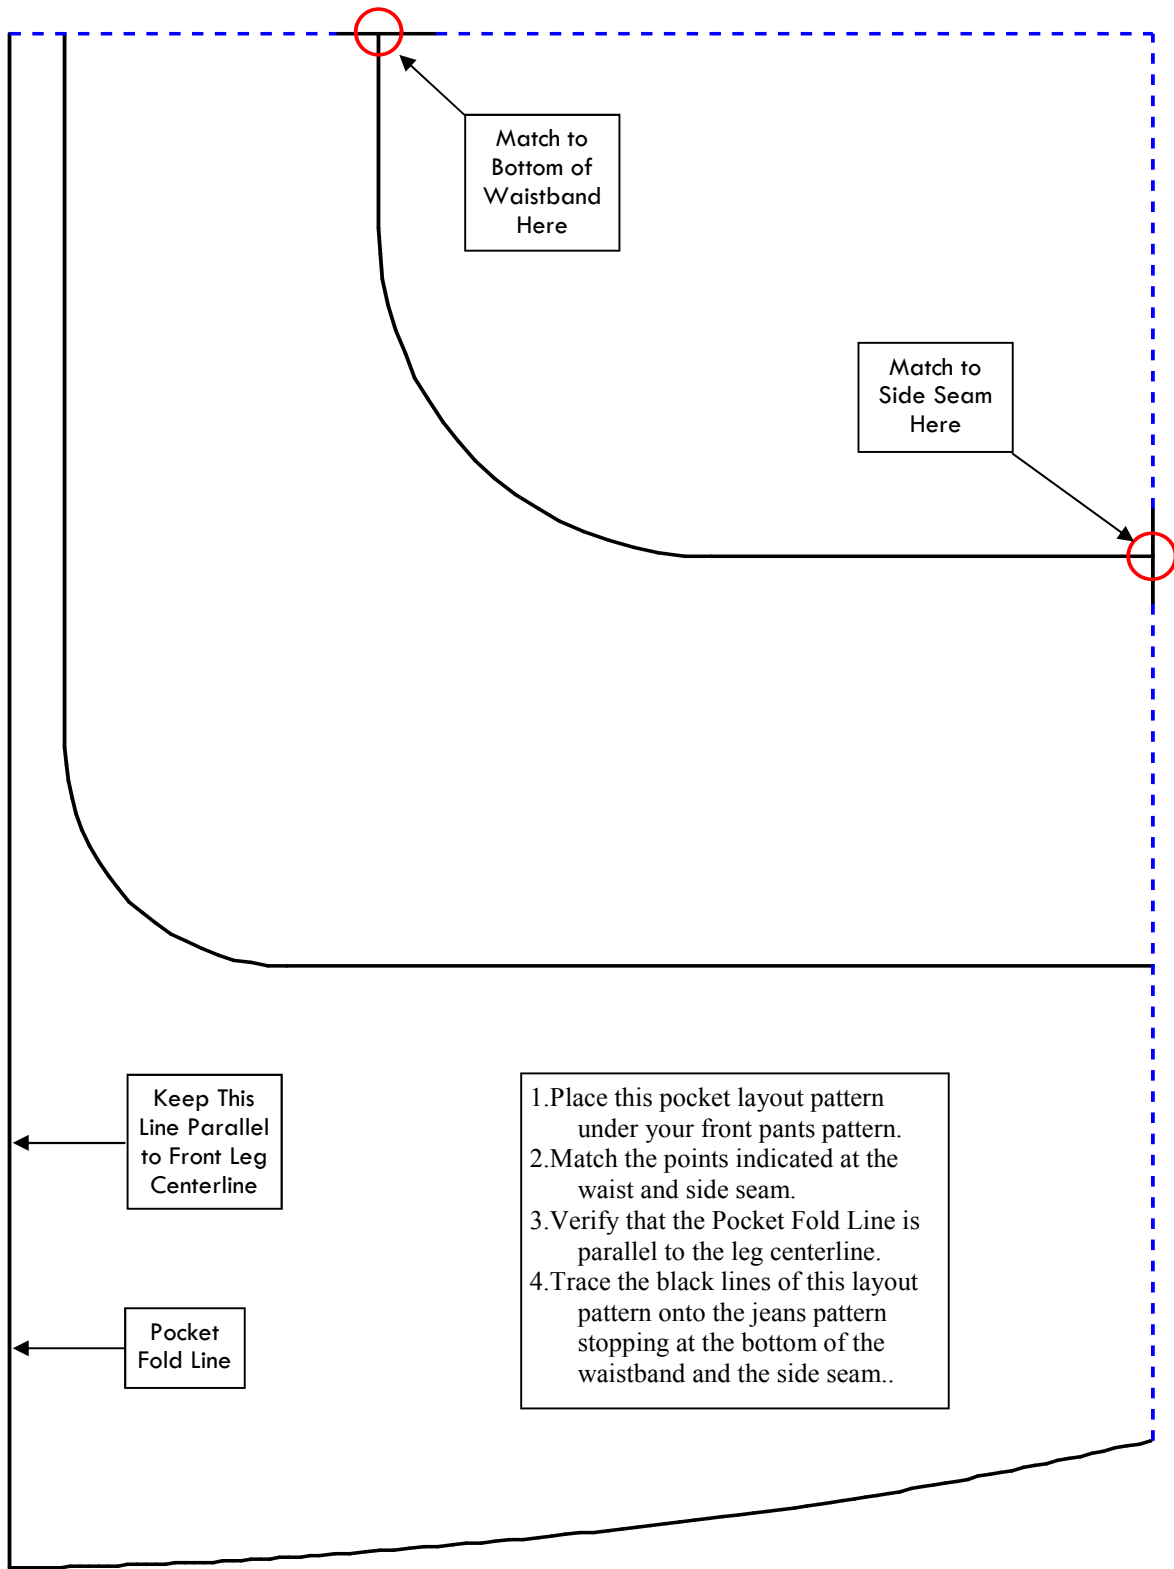 Match to
Bottom of
Waistband
Here
Match to
Side Seam
Here
Keep This
Line Parallel
to Front Leg
Centerline
1.Place this pocket layout pattern
under your front pants pattern.
2.Match the points indicated at the
waist and side seam.
3.Verify that the Pocket Fold Line is
parallel to the leg centerline.
4.Trace the black lines of this layout
pattern onto the jeans pattern
stopping at the bottom of the
waistband and the side seam..
Pocket
Fold Line